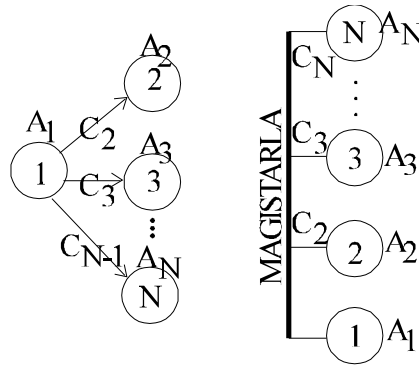 A1
1
C2
C3
CN-1
A2
2
A3
3
AN
N
MAGISTARLA
CN
N AN
C3
3 A3
C2
2 A2
1 A1